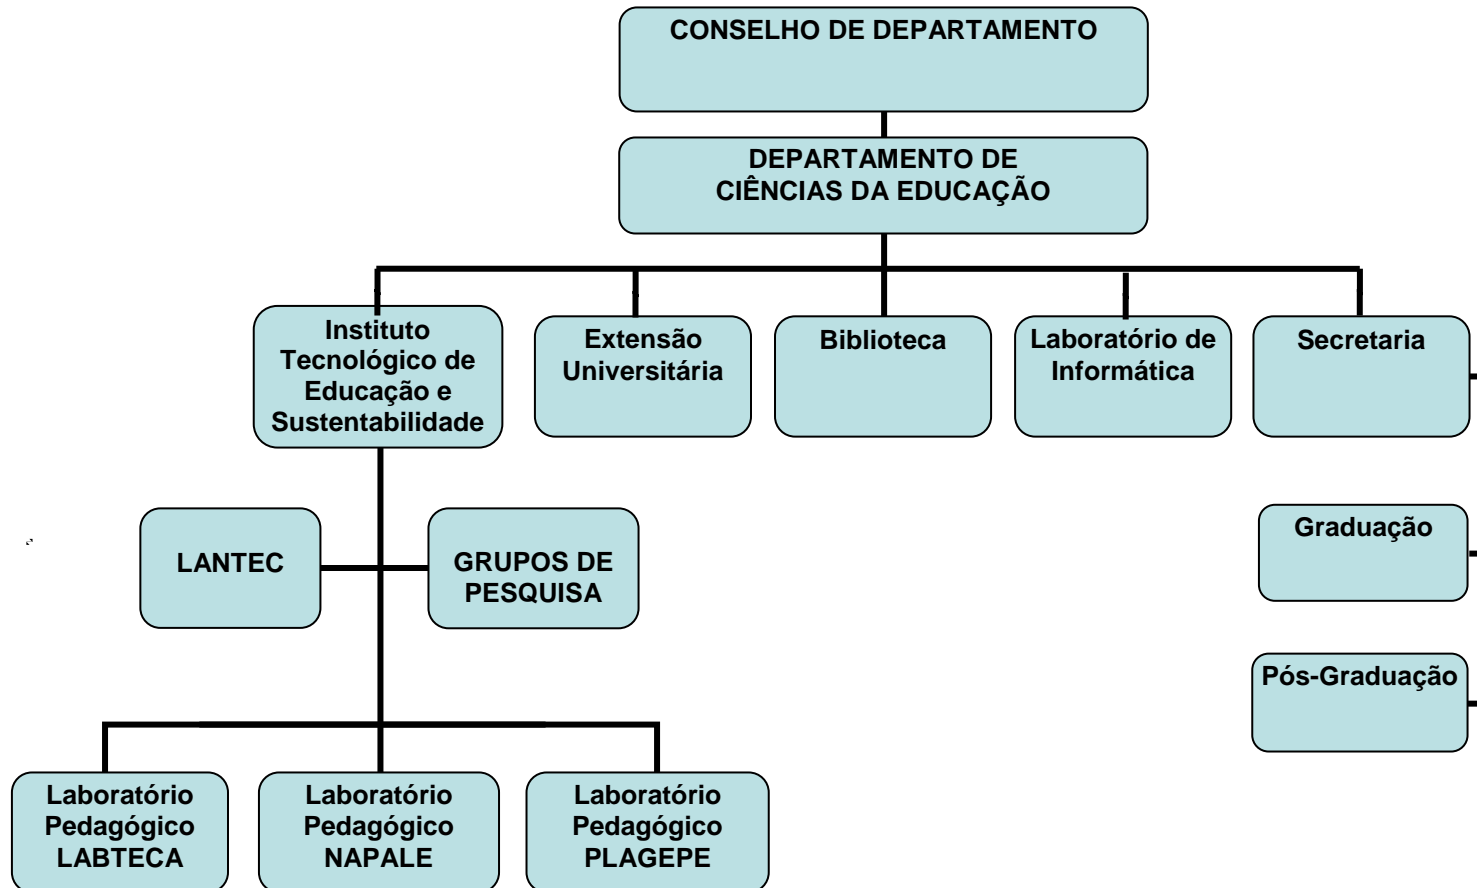 CONSELHO DE DEPARTAMENTO
DEPARTAMENTO DE
CIÊNCIAS DA EDUCAÇÃO
Instituto
Tecnológico de
Educação e
Sustentabilidade
Extensão
Universitária
Biblioteca
Laboratório de
Informática
Secretaria
LANTEC
GRUPOS DE
PESQUISA
Graduação
Pós-Graduação
Laboratório
Pedagógico
LABTECA
Laboratório
Pedagógico
NAPALE
Laboratório
Pedagógico
PLAGEPE